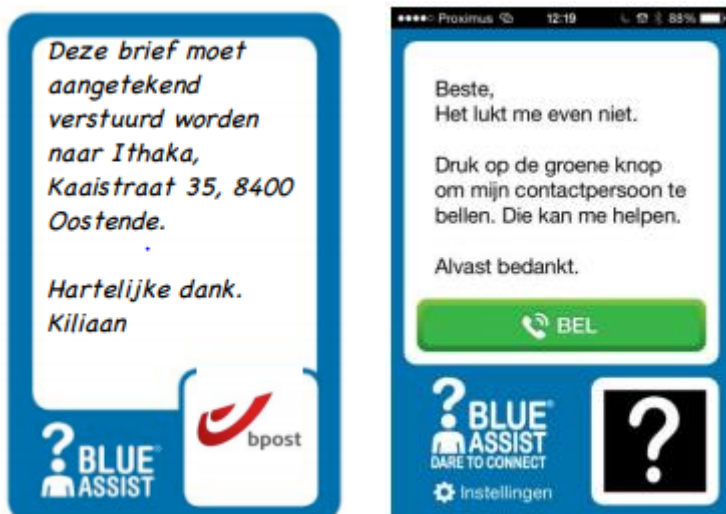 Deze brief moet
aangetekend
verstuurd worden
naar Ithaka,
Kaaistraat 35, 8400
Oostende.
Hartelijke dank.
Kiliaan
bpost
? BLUE®
ASSIST
Proximus 12:19 88%
Beste,
Het lukt me even niet.
Druk op de groene knop
om mijn contactpersoon te
bellen. Die kan me helpen.
Alvast bedankt.
BEL
? BLUE®
ASSIST
DARE TO CONNECT
Instellingen
?